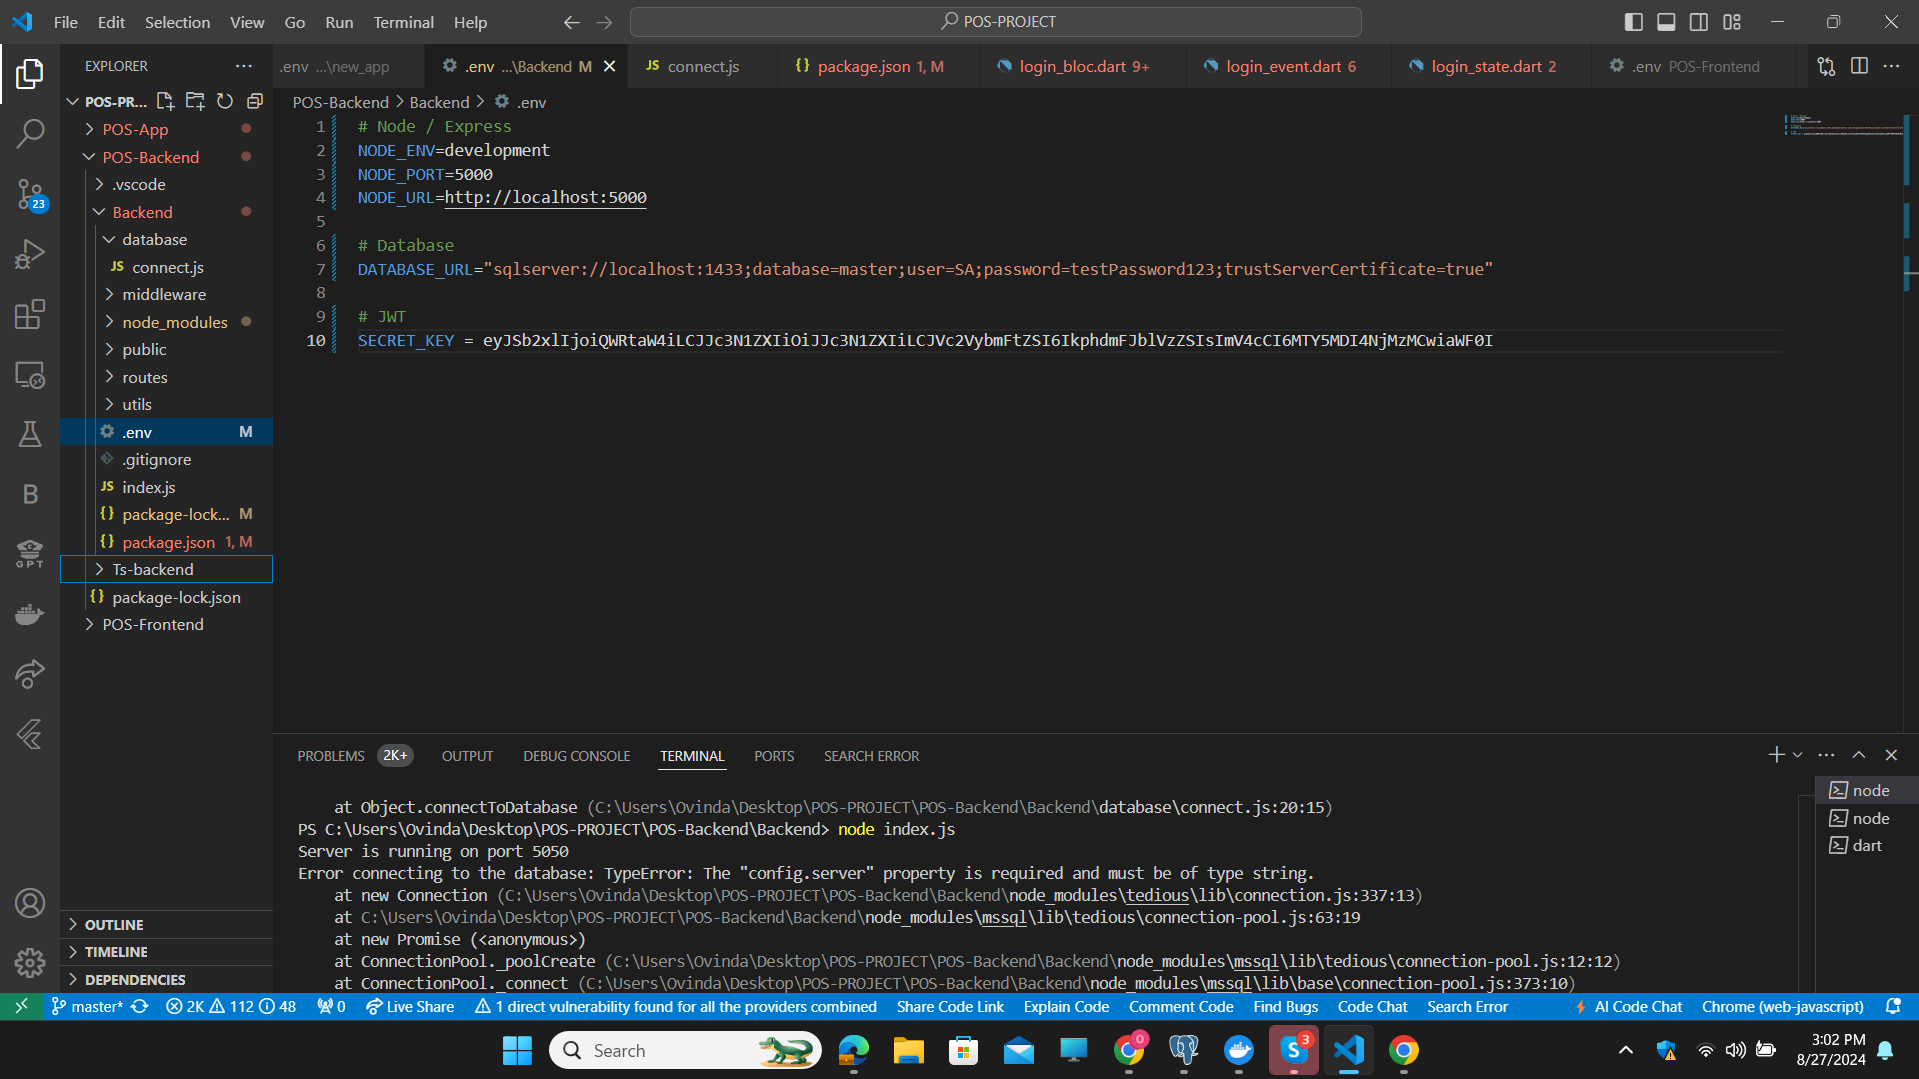 File Edit Selection View Go Run Terminal Help
POS-PROJECT
EXPLORER
.env ...\new_app
.env ...\Backend M
JS connect.js
{} package.json 1, M
login_bloc.dart 9+
login_event.dart 6
login_state.dart 2
.env POS-Frontend
POS-PR...
POS-App
POS-Backend
.vscode
Backend
database
JS connect.js
middleware
node_modules
public
routes
utils
.env M
.gitignore
JS index.js
{} package-lock... M
{} package.json 1, M
Ts-backend
{} package-lock.json
POS-Frontend
OUTLINE
TIMELINE
DEPENDENCIES
23
B
GPT
POS-Backend > Backend > .env
1 # Node / Express
2 NODE_ENV=development
3 NODE_PORT=5000
4 NODE_URL=http://localhost:5000
5
6 # Database
7 DATABASE_URL="sqlserver://localhost:1433;database=master;user=SA;password=testPassword123;trustServerCertificate=true"
8
9 # JWT
10 SECRET_KEY = eyJSb2xlIjoiQWRtaW4iLCJJc3N1ZXIiOiJJc3N1ZXIiLCJVc2VybmFtZSI6IkphdmFJblVzZSIsImV4cCI6MTY5MDI4NjMzMCwiaWF0I
PROBLEMS 2K+ OUTPUT DEBUG CONSOLE TERMINAL PORTS SEARCH ERROR
at Object.connectToDatabase (C:\Users\Ovinda\Desktop\POS-PROJECT\POS-Backend\Backend\database\connect.js:20:15)
PS C:\Users\Ovinda\Desktop\POS-PROJECT\POS-Backend\Backend> node index.js
Server is running on port 5050
Error connecting to the database: TypeError: The "config.server" property is required and must be of type string.
at new Connection (C:\Users\Ovinda\Desktop\POS-PROJECT\POS-Backend\Backend\node_modules\tedious\lib\connection.js:337:13)
at C:\Users\Ovinda\Desktop\POS-PROJECT\POS-Backend\Backend\node_modules\mssql\lib\tedious\connection-pool.js:63:19
at new Promise (<anonymous>)
at ConnectionPool._poolCreate (C:\Users\Ovinda\Desktop\POS-PROJECT\POS-Backend\Backend\node_modules\mssql\lib\tedious\connection-pool.js:12:12)
at ConnectionPool._connect (C:\Users\Ovinda\Desktop\POS-PROJECT\POS-Backend\Backend\node_modules\mssql\lib\base\connection-pool.js:373:10)
node
node
dart
master* 2K 112 48 0 Live Share 1 direct vulnerability found for all the providers combined Share Code Link Explain Code Comment Code Find Bugs Code Chat Search Error AI Code Chat Chrome (web-javascript)
Search
0
S 3
3:02 PM
8/27/2024